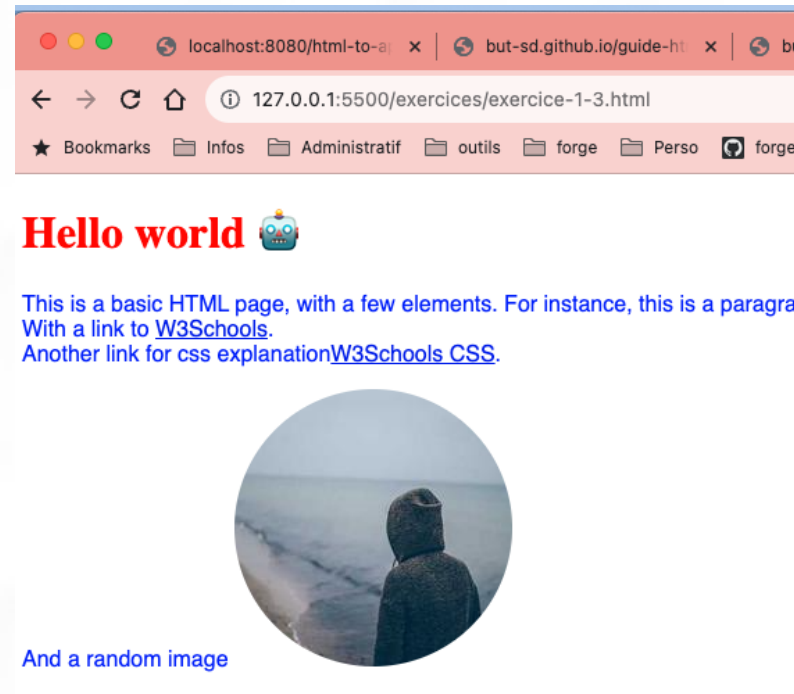 localhost:8080/html-to-a
but-sd.github.io/guide-ht
127.0.0.1:5500/exercices/exercice-1-3.html
Bookmarks Infos Administratif outils forge Perso forge
Hello world 🤖
This is a basic HTML page, with a few elements. For instance, this is a paragra
With a link to W3Schools.
Another link for css explanationW3Schools CSS.
And a random image